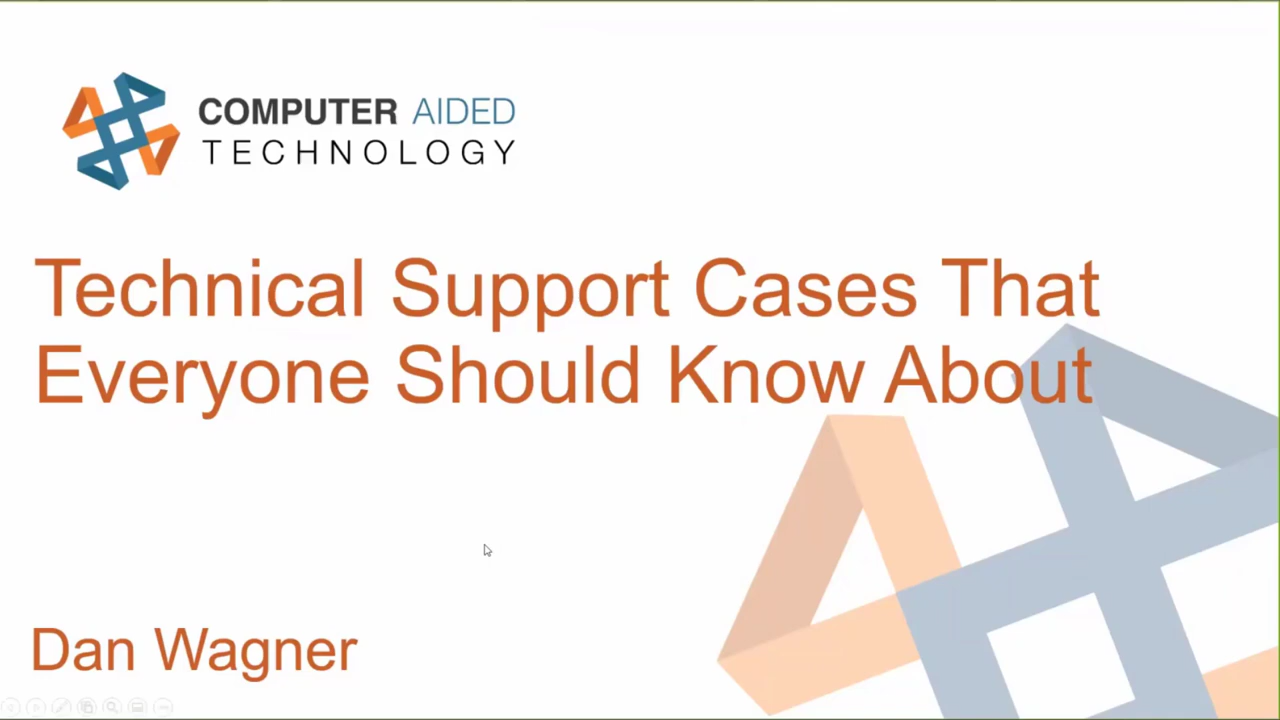 COMPUTER AIDED
TECHNOLOGY
Technical Support Cases That
Everyone Should Know About
Dan Wagner